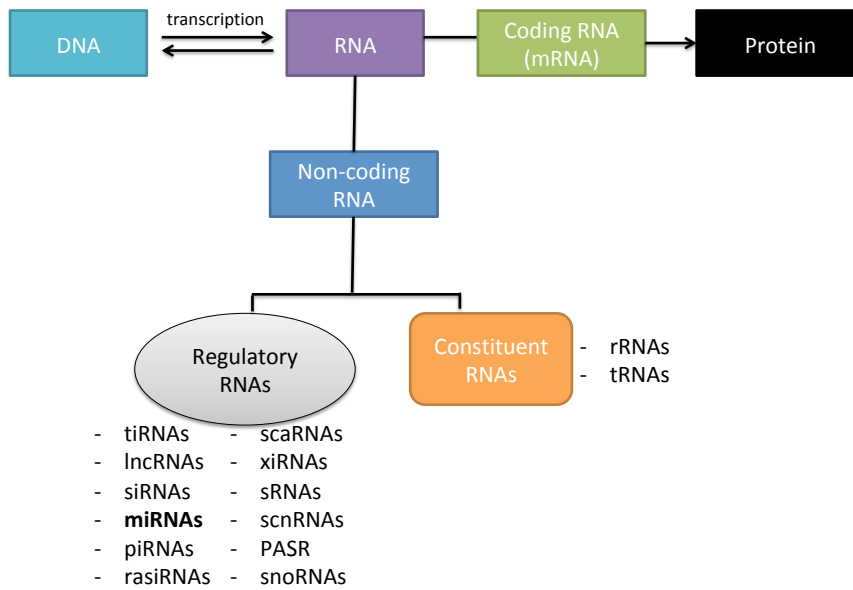 transcription
DNA
RNA
Coding RNA
(mRNA)
Protein
Non-coding
RNA
Regulatory
RNAs
Constituent
RNAs
- rRNAs
- tRNAs
- tiRNAs - scaRNAs
- lncRNAs - xiRNAs
- siRNAs - sRNAs
- miRNAs - scnRNAs
- piRNAs - PASR
- rasiRNAs - snoRNAs